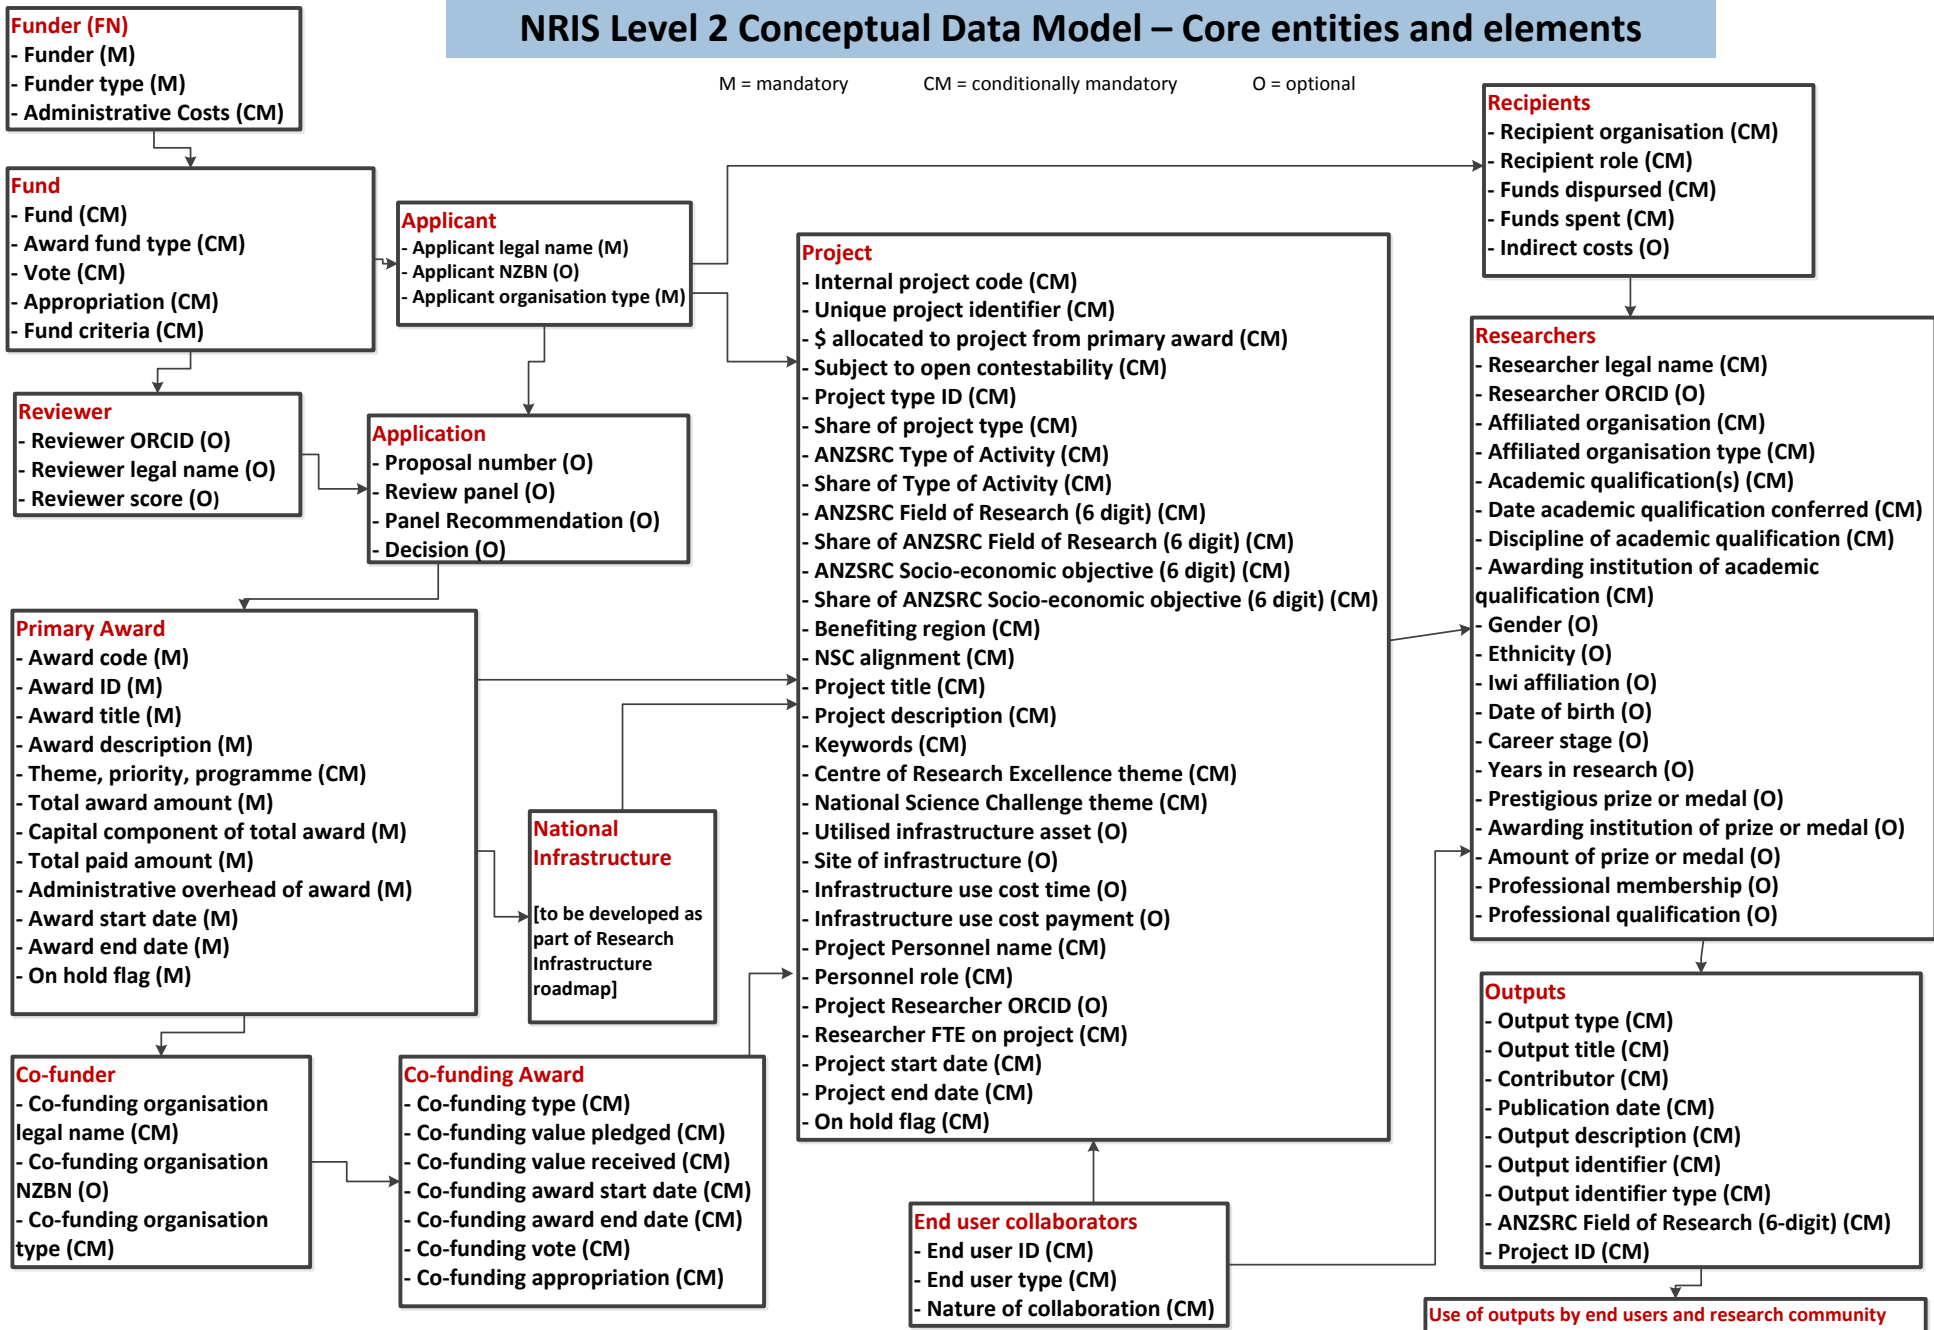 NRIS Level 2 Conceptual Data Model – Core entities and elements
M = mandatory CM = conditionally mandatory O = optional
Funder (FN)
- Funder (M)
- Funder type (M)
- Administrative Costs (CM)
Fund
- Fund (CM)
- Award fund type (CM)
- Vote (CM)
- Appropriation (CM)
- Fund criteria (CM)
Applicant
- Applicant legal name (M)
- Applicant NZBN (O)
- Applicant organisation type (M)
Reviewer
- Reviewer ORCID (O)
- Reviewer legal name (O)
- Reviewer score (O)
Application
- Proposal number (O)
- Review panel (O)
- Panel Recommendation (O)
- Decision (O)
Primary Award
- Award code (M)
- Award ID (M)
- Award title (M)
- Award description (M)
- Theme, priority, programme (CM)
- Total award amount (M)
- Capital component of total award (M)
- Total paid amount (M)
- Administrative overhead of award (M)
- Award start date (M)
- Award end date (M)
- On hold flag (M)
National
Infrastructure
[to be developed as
part of Research
Infrastructure
roadmap]
Co-funder
- Co-funding organisation
legal name (CM)
- Co-funding organisation
NZBN (O)
- Co-funding organisation
type (CM)
Co-funding Award
- Co-funding type (CM)
- Co-funding value pledged (CM)
- Co-funding value received (CM)
- Co-funding award start date (CM)
- Co-funding award end date (CM)
- Co-funding vote (CM)
- Co-funding appropriation (CM)
Project
- Internal project code (CM)
- Unique project identifier (CM)
- $ allocated to project from primary award (CM)
- Subject to open contestability (CM)
- Project type ID (CM)
- Share of project type (CM)
- ANZSRC Type of Activity (CM)
- Share of Type of Activity (CM)
- ANZSRC Field of Research (6 digit) (CM)
- Share of ANZSRC Field of Research (6 digit) (CM)
- ANZSRC Socio-economic objective (6 digit) (CM)
- Share of ANZSRC Socio-economic objective (6 digit) (CM)
- Benefiting region (CM)
- NSC alignment (CM)
- Project title (CM)
- Project description (CM)
- Keywords (CM)
- Centre of Research Excellence theme (CM)
- National Science Challenge theme (CM)
- Utilised infrastructure asset (O)
- Site of infrastructure (O)
- Infrastructure use cost time (O)
- Infrastructure use cost payment (O)
- Project Personnel name (CM)
- Personnel role (CM)
- Project Researcher ORCID (O)
- Researcher FTE on project (CM)
- Project start date (CM)
- Project end date (CM)
- On hold flag (CM)
End user collaborators
- End user ID (CM)
- End user type (CM)
- Nature of collaboration (CM)
Recipients
- Recipient organisation (CM)
- Recipient role (CM)
- Funds dispursed (CM)
- Funds spent (CM)
- Indirect costs (O)
Researchers
- Researcher legal name (CM)
- Researcher ORCID (O)
- Affiliated organisation (CM)
- Affiliated organisation type (CM)
- Academic qualification(s) (CM)
- Date academic qualification conferred (CM)
- Discipline of academic qualification (CM)
- Awarding institution of academic
qualification (CM)
- Gender (O)
- Ethnicity (O)
- Iwi affiliation (O)
- Date of birth (O)
- Career stage (O)
- Years in research (O)
- Prestigious prize or medal (O)
- Awarding institution of prize or medal (O)
- Amount of prize or medal (O)
- Professional membership (O)
- Professional qualification (O)
Outputs
- Output type (CM)
- Output title (CM)
- Contributor (CM)
- Publication date (CM)
- Output description (CM)
- Output identifier (CM)
- Output identifier type (CM)
- ANZSRC Field of Research (6-digit) (CM)
- Project ID (CM)
Use of outputs by end users and research community